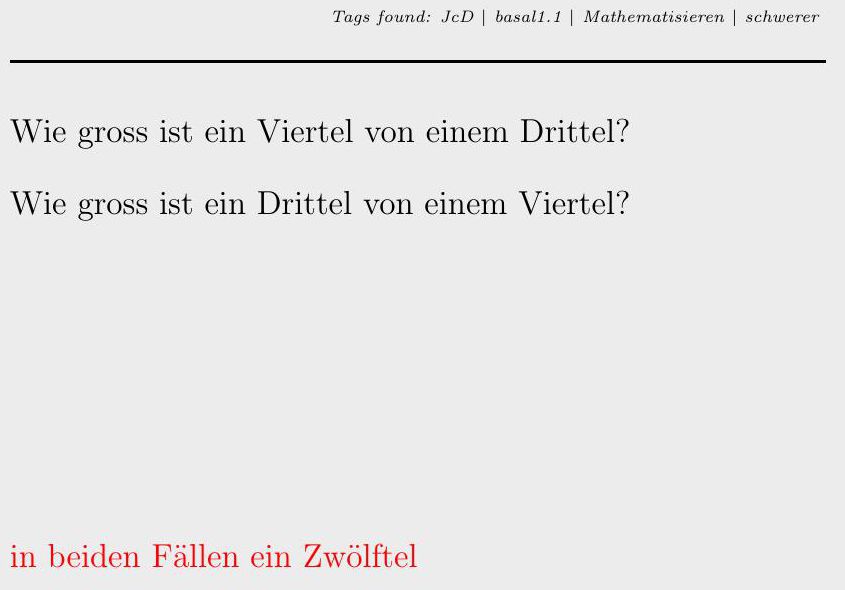 Tags found: JcD | basal1.1 | Mathematisieren | schwerer
Wie gross ist ein Viertel von einem Drittel?
Wie gross ist ein Drittel von einem Viertel?
in beiden Fällen ein Zwölftel